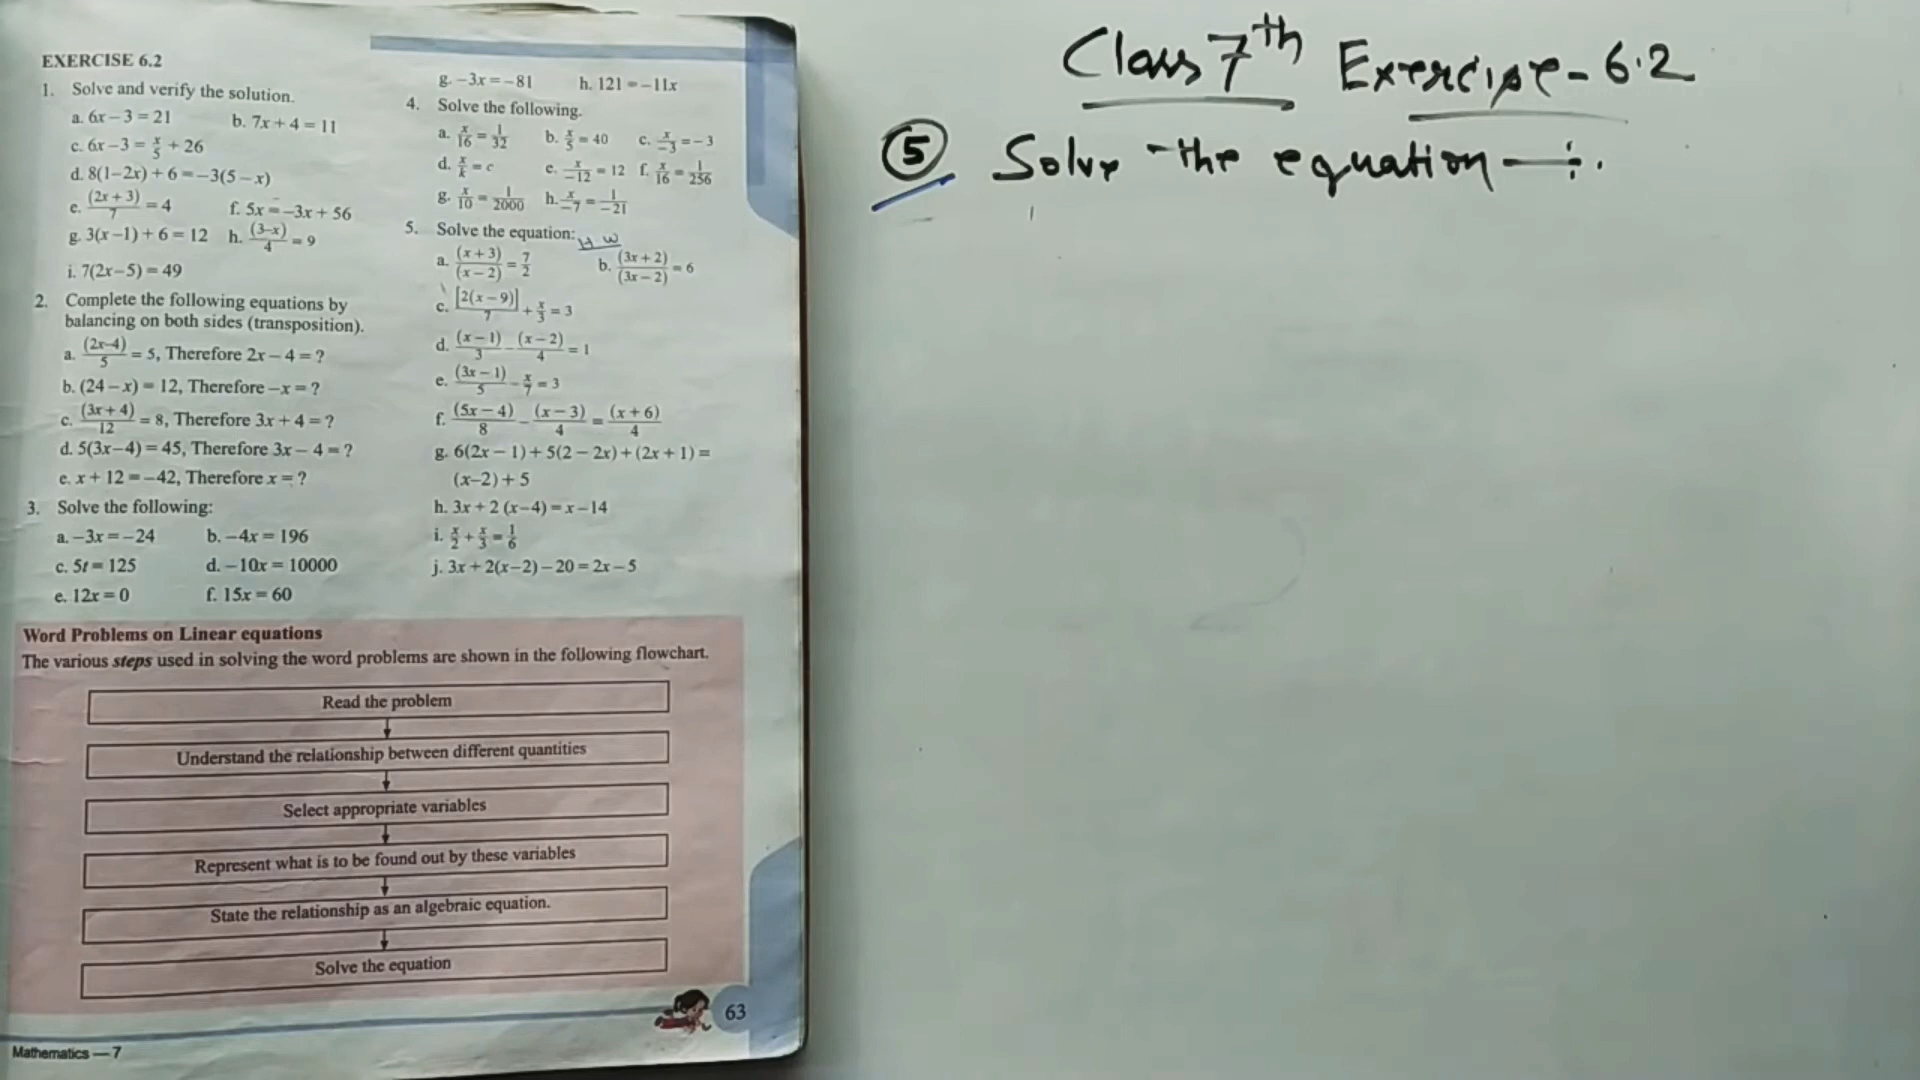 EXERCISE 6.2
1. Solve and verify the solution.
a. 6x – 3 = 21 b. 7x + 4 = 11
c. 6x – 3 = x/5 + 26
d. 8(1–2x) + 6 = –3(5 – x)
e. (2x + 3)/7 = 4 f. 5x = –3x + 56
g. 3(x –1) + 6 = 12 h. (3–x)/4 = 9
i. 7(2x–5) = 49
2. Complete the following equations by
balancing on both sides (transposition).
a. (2x–4)/5 = 5, Therefore 2x – 4 = ?
b. (24 – x) = 12, Therefore –x = ?
c. (3x + 4)/12 = 8, Therefore 3x + 4 = ?
d. 5(3x–4) = 45, Therefore 3x – 4 = ?
e. x + 12 = –42, Therefore x = ?
3. Solve the following:
a. –3x = –24 b. –4x = 196
c. 5t = 125 d. –10x = 10000
e. 12x = 0 f. 15x = 60
g. –3x = –81 h. 121 = –11x
4. Solve the following.
a. x/16 = 1/32 b. x/5 = 40 c. x/–3 = –3
d. x/k = c e. x/–12 = 12 f. x/16 = 1/256
g. x/10 = 1/2000 h. x/–7 = 1/–21
5. Solve the equation: H W
a. (x + 3)/(x – 2) = 7/2 b. (3x + 2)/(3x – 2) = 6
c. [2(x – 9)]/7 + x/3 = 3
d. (x – 1)/3 – (x – 2)/4 = 1
e. (3x – 1)/5 – x/7 = 3
f. (5x – 4)/8 – (x – 3)/4 = (x + 6)/4
g. 6(2x – 1) + 5(2 – 2x) + (2x + 1) =
(x–2) + 5
h. 3x + 2 (x–4) = x – 14
i. x/2 + x/3 = 1/6
j. 3x + 2(x–2) – 20 = 2x – 5
Word Problems on Linear equations
The various steps used in solving the word problems are shown in the following flowchart.
Read the problem
Understand the relationship between different quantities
Select appropriate variables
Represent what is to be found out by these variables
State the relationship as an algebraic equation.
Solve the equation
63
Mathematics — 7
Class 7th Exercise - 6.2
5 Solve the equation —÷.